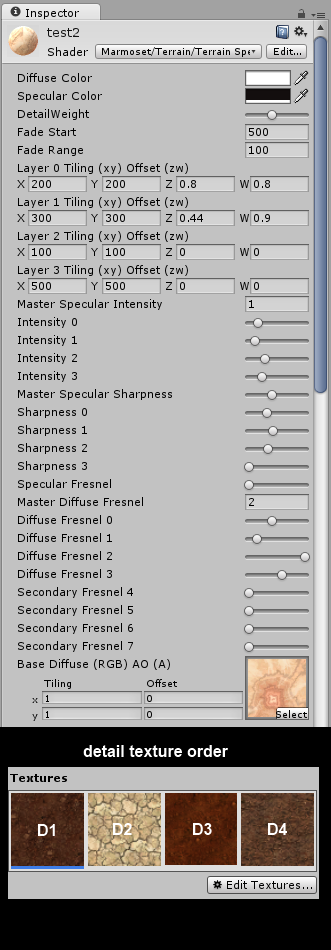 Inspector
test2
Shader Marmoset/Terrain/Terrain Spe Edit...
Diffuse Color
Specular Color
DetailWeight
Fade Start 500
Fade Range 100
Layer 0 Tiling (xy) Offset (zw)
X 200 Y 200 Z 0.8 W 0.8
Layer 1 Tiling (xy) Offset (zw)
X 300 Y 300 Z 0.44 W 0.9
Layer 2 Tiling (xy) Offset (zw)
X 100 Y 100 Z 0 W 0
Layer 3 Tiling (xy) Offset (zw)
X 500 Y 500 Z 0 W 0
Master Specular Intensity 1
Intensity 0
Intensity 1
Intensity 2
Intensity 3
Master Specular Sharpness
Sharpness 0
Sharpness 1
Sharpness 2
Sharpness 3
Specular Fresnel
Master Diffuse Fresnel 2
Diffuse Fresnel 0
Diffuse Fresnel 1
Diffuse Fresnel 2
Diffuse Fresnel 3
Secondary Fresnel 4
Secondary Fresnel 5
Secondary Fresnel 6
Secondary Fresnel 7
Base Diffuse (RGB) AO (A)
Tiling Offset
x 1 0
y 1 0 Select
detail texture order
Textures
D1 D2 D3 D4
Edit Textures...